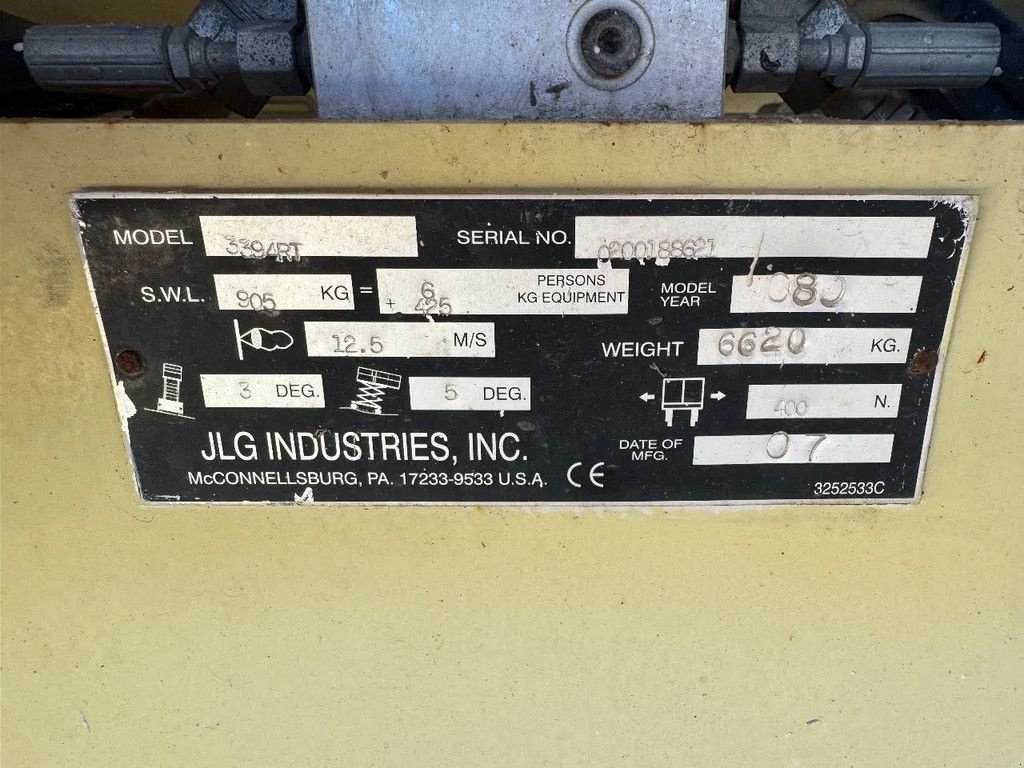 MODEL 3394RT SERIAL NO. 0200188621
S.W.L. 905 KG = 6 PERSONS
+ 425 KG EQUIPMENT
MODEL YEAR
12.5 M/S
WEIGHT 6620 KG.
3 DEG. 5 DEG.
400 N.
JLG INDUSTRIES, INC.
DATE OF MFG. 07
McCONNELLSBURG, PA. 17233-9533 U.S.A. CE
3252533C